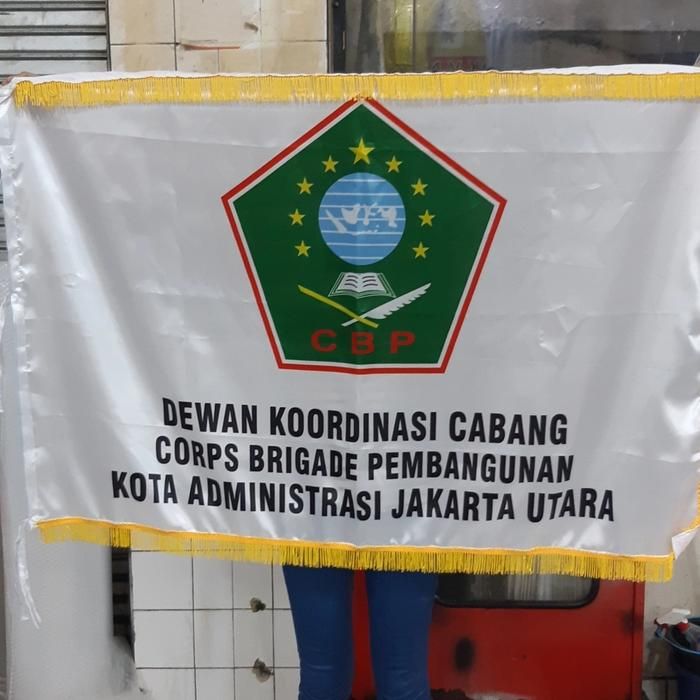 CBP
DEWAN KOORDINASI CABANG
CORPS BRIGADE PEMBANGUNAN
KOTA ADMINISTRASI JAKARTA UTARA